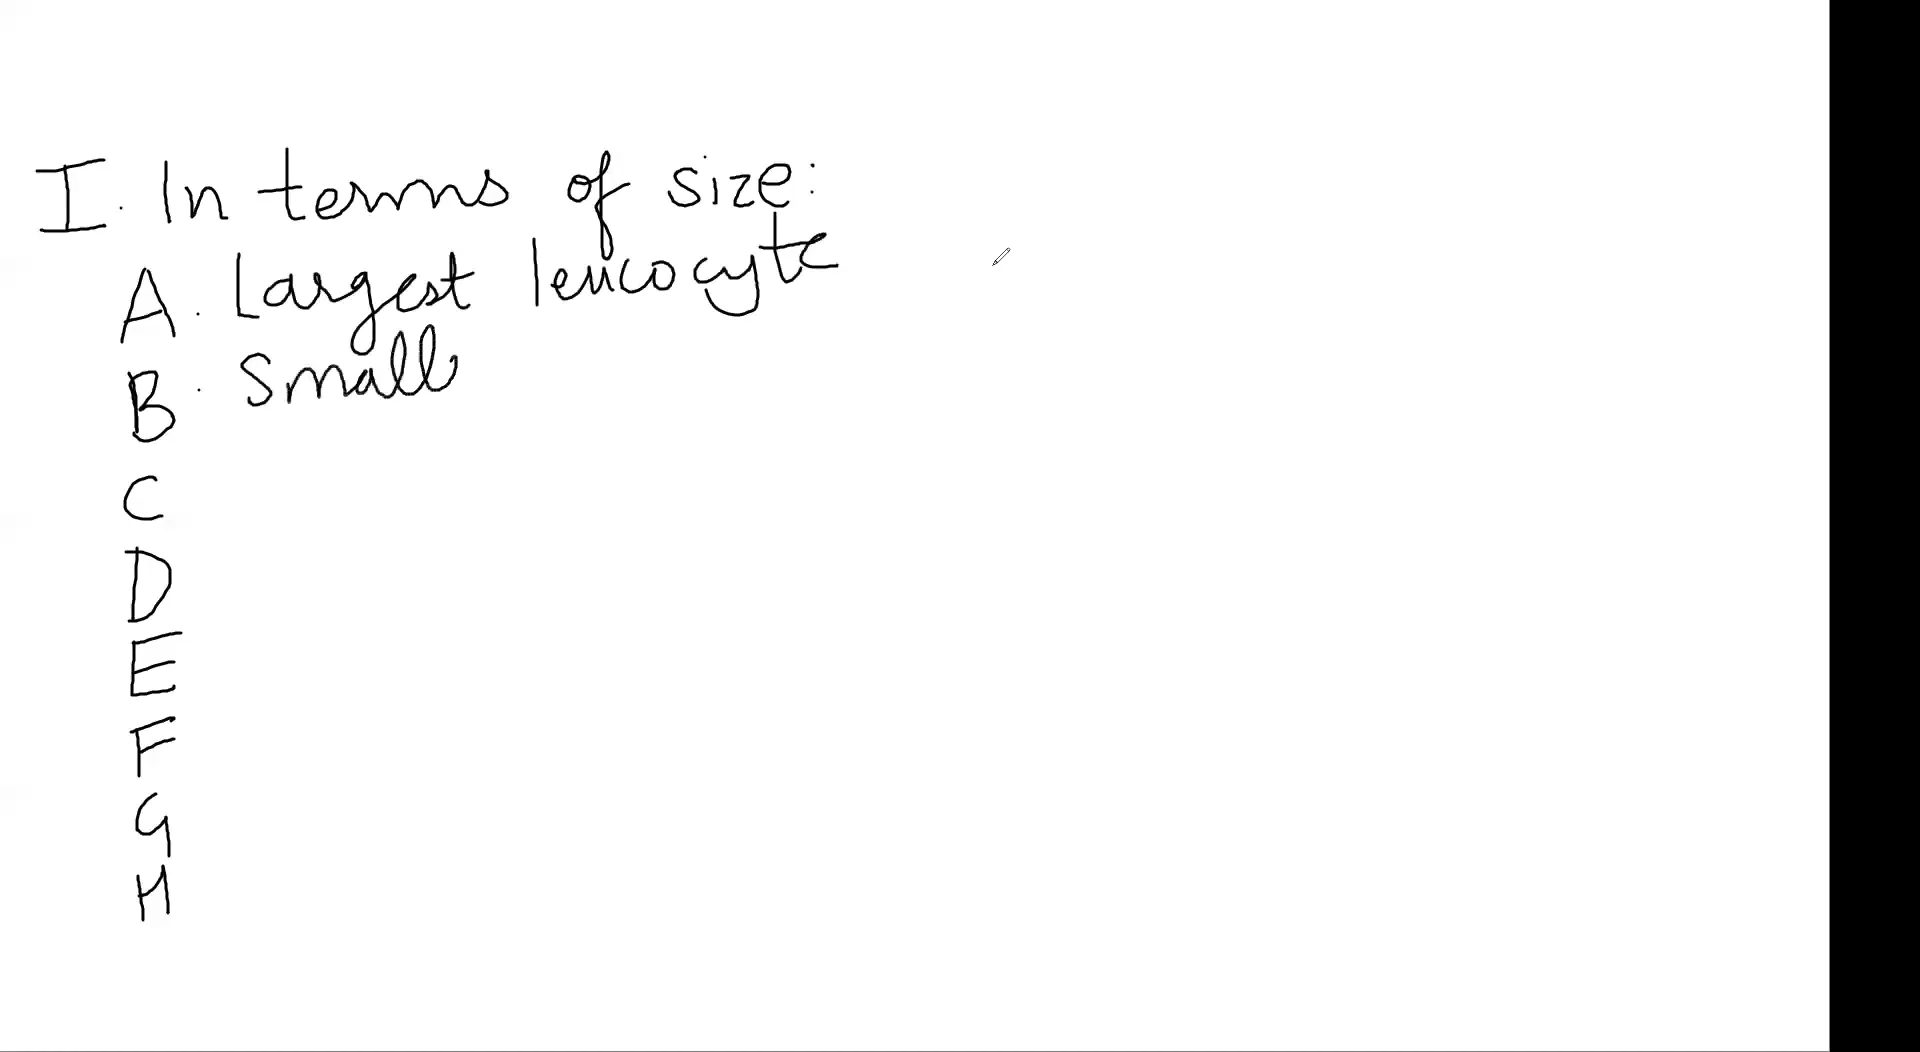 I. In terms of size:
A. Largest leucocyte
B. Small
C
D
E
F
G
H